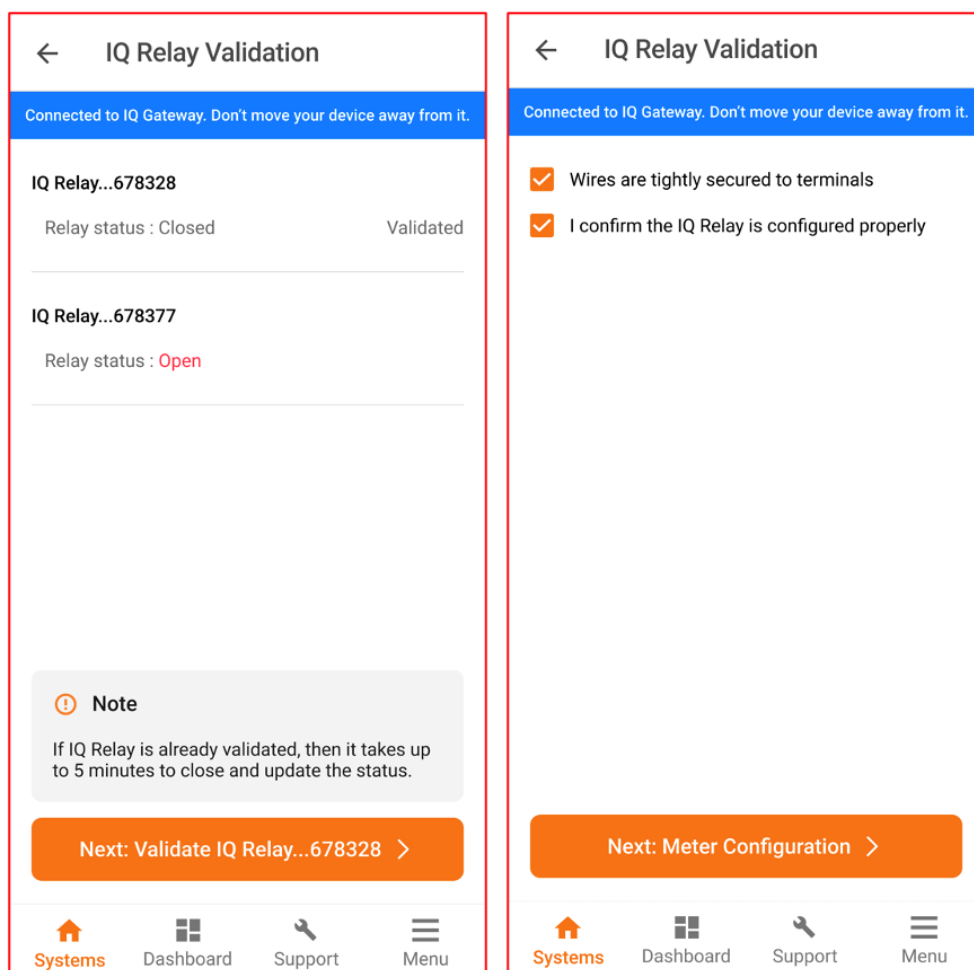 IQ Relay Validation
Connected to IQ Gateway. Don't move your device away from it.
IQ Relay...678328
Relay status : Closed
Validated
IQ Relay...678377
Relay status : Open
Note
If IQ Relay is already validated, then it takes up
to 5 minutes to close and update the status.
Next: Validate IQ Relay...678328
Systems
Dashboard
Support
Menu
IQ Relay Validation
Connected to IQ Gateway. Don't move your device away from it.
Wires are tightly secured to terminals
I confirm the IQ Relay is configured properly
Next: Meter Configuration
Systems
Dashboard
Support
Menu